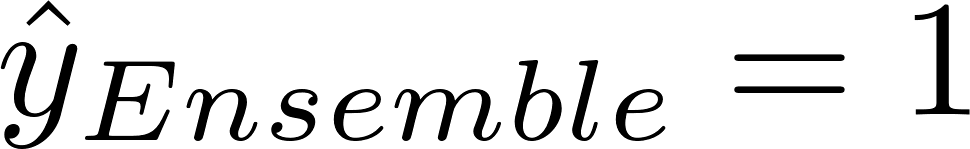 ŷ_Ensemble = 1